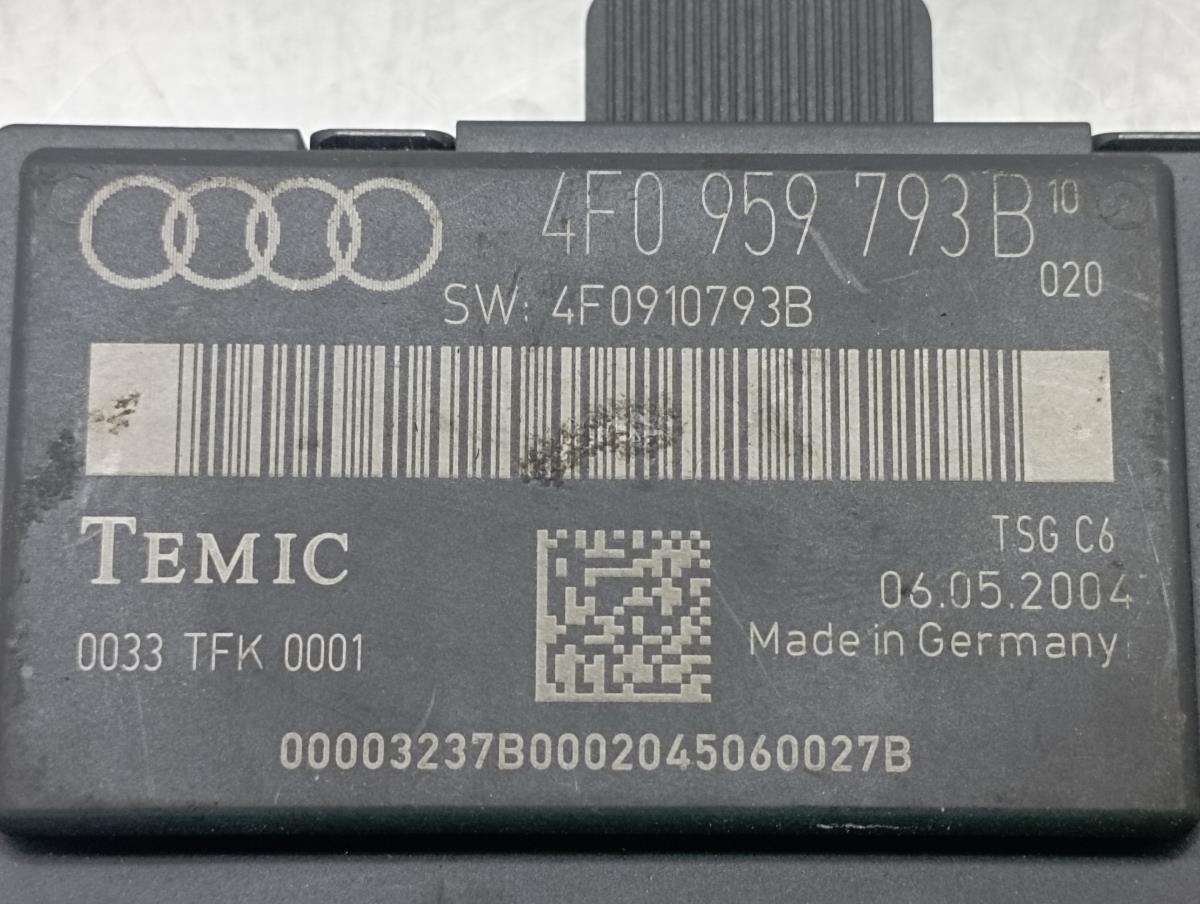 4F0 959 793B 10
020
SW: 4F0910793B
TEMIC
TSG C6
06.05.2004
0033 TFK 0001
Made in Germany
00003237B0002045060027B